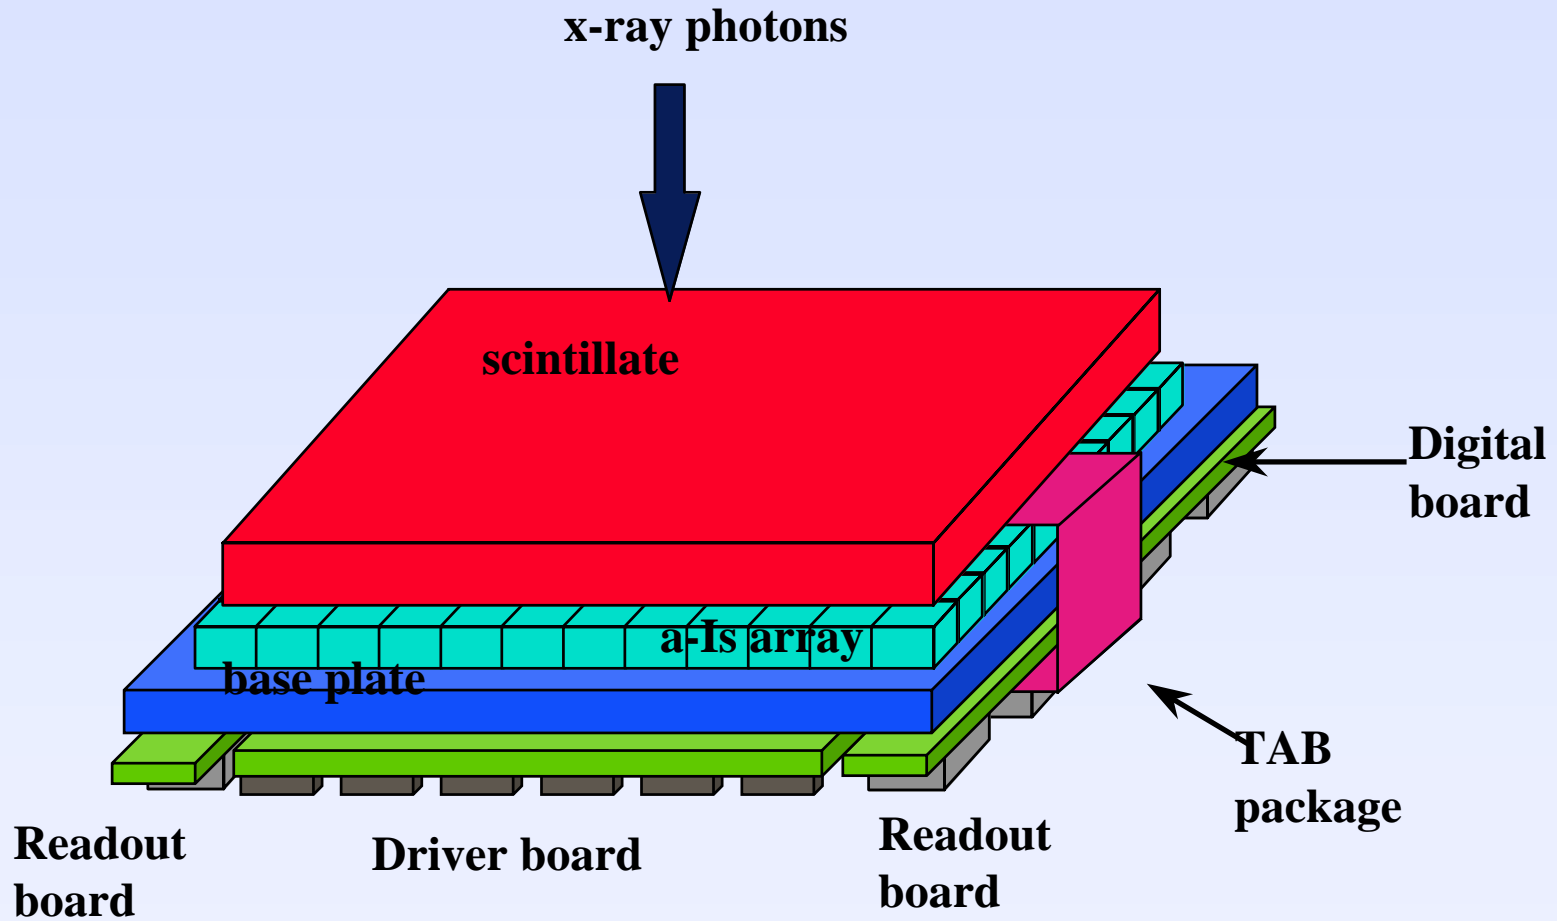 x-ray photons
scintillate
Digital
board
a-Is array
base plate
TAB
package
Readout
board
Driver board
Readout
board